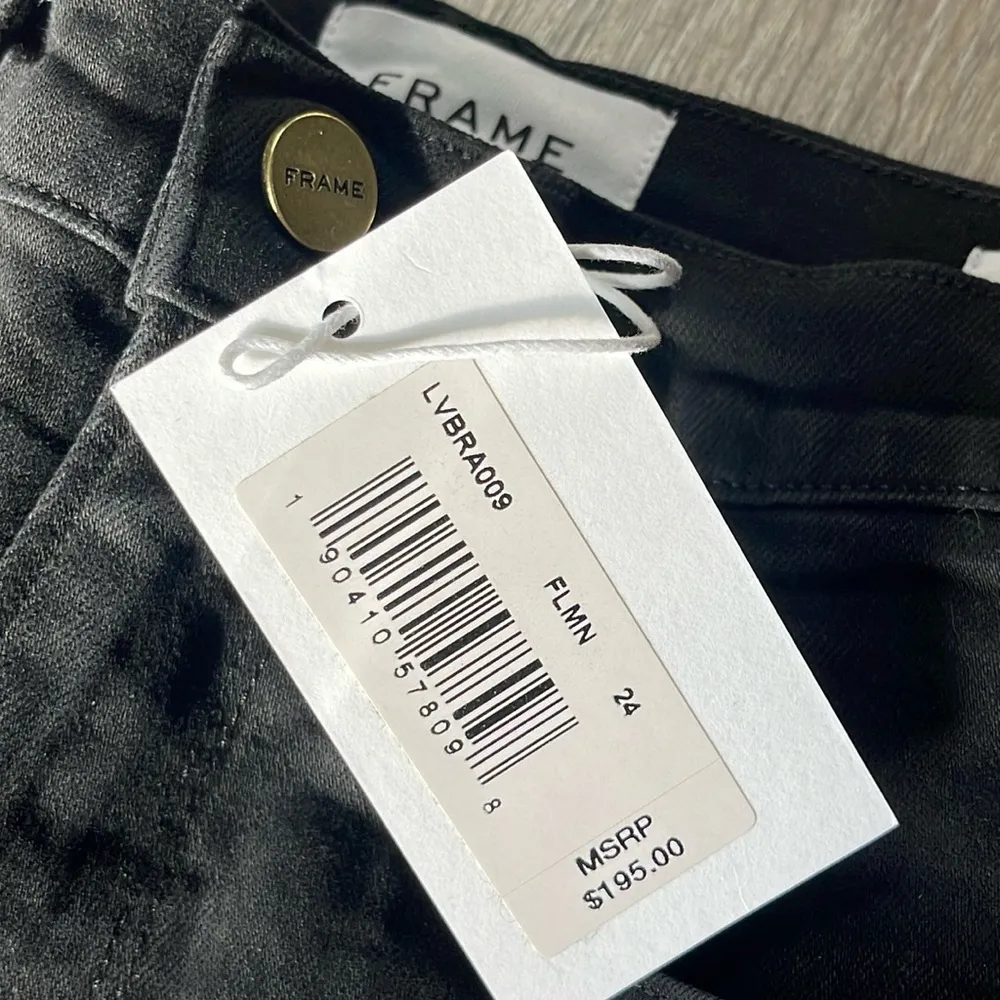 FRAME
FRAME
LVBRA009
FLMN
24
1 90410 57809 8
MSRP
$195.00